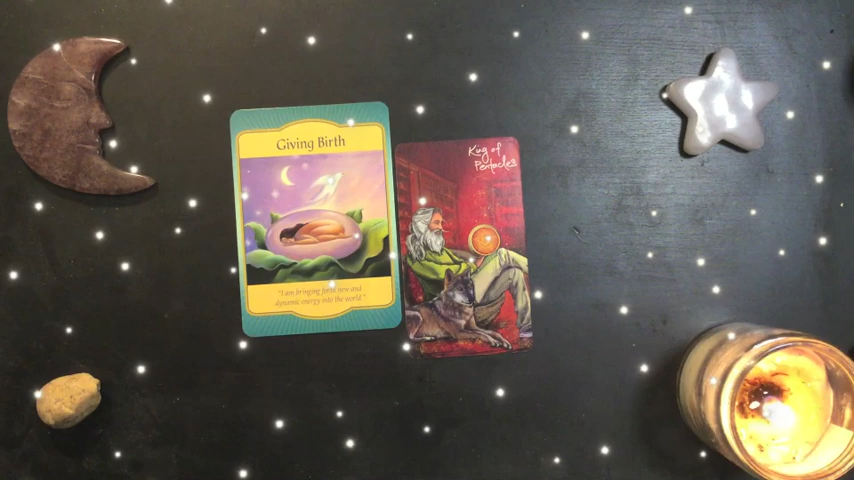 Giving Birth
"I am bringing forth new and
dynamic energy into the world."
King of
Pentacles